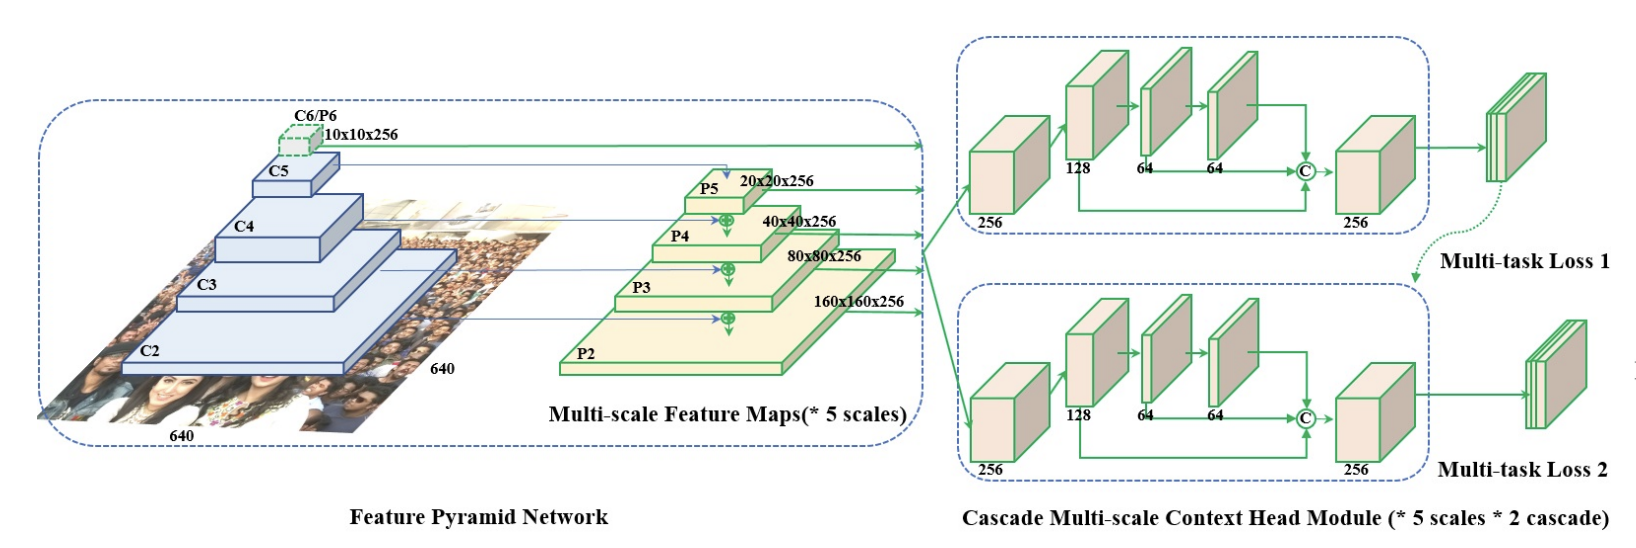 C6/P6
10x10x256
C5
C4
C3
C2
640
640
P5
20x20x256
P4
40x40x256
P3
80x80x256
P2
160x160x256
Multi-scale Feature Maps(* 5 scales)
Feature Pyramid Network
256
128
64
64
C
256
Multi-task Loss 1
256
128
64
64
C
256
Multi-task Loss 2
Cascade Multi-scale Context Head Module (* 5 scales * 2 cascade)